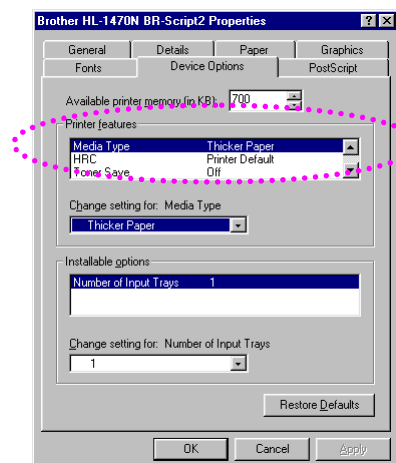 Brother HL-1470N BR-Script2 Properties
General Details Paper Graphics
Fonts Device Options PostScript
Available printer memory (in KB): 700
Printer features
Media Type Thicker Paper
HRC Printer Default
Toner Save Off
Change setting for: Media Type
Thicker Paper
Installable options
Number of Input Trays 1
Change setting for: Number of Input Trays
1
Restore Defaults
OK Cancel Apply